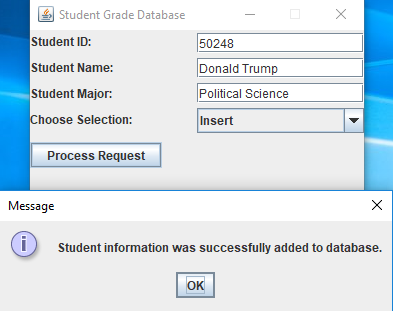 Student Grade Database
Student ID: 50248
Student Name: Donald Trump
Student Major: Political Science
Choose Selection: Insert
Process Request
Message
Student information was successfully added to database.
OK